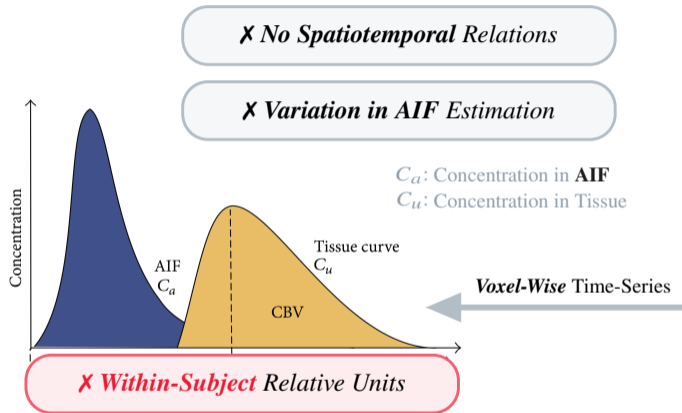 ✗ No Spatiotemporal Relations
✗ Variation in AIF Estimation
Cₐ: Concentration in AIF
Cᵤ: Concentration in Tissue
Concentration
AIF
Cₐ
Tissue curve
Cᵤ
CBV
Voxel-Wise Time-Series
✗ Within-Subject Relative Units